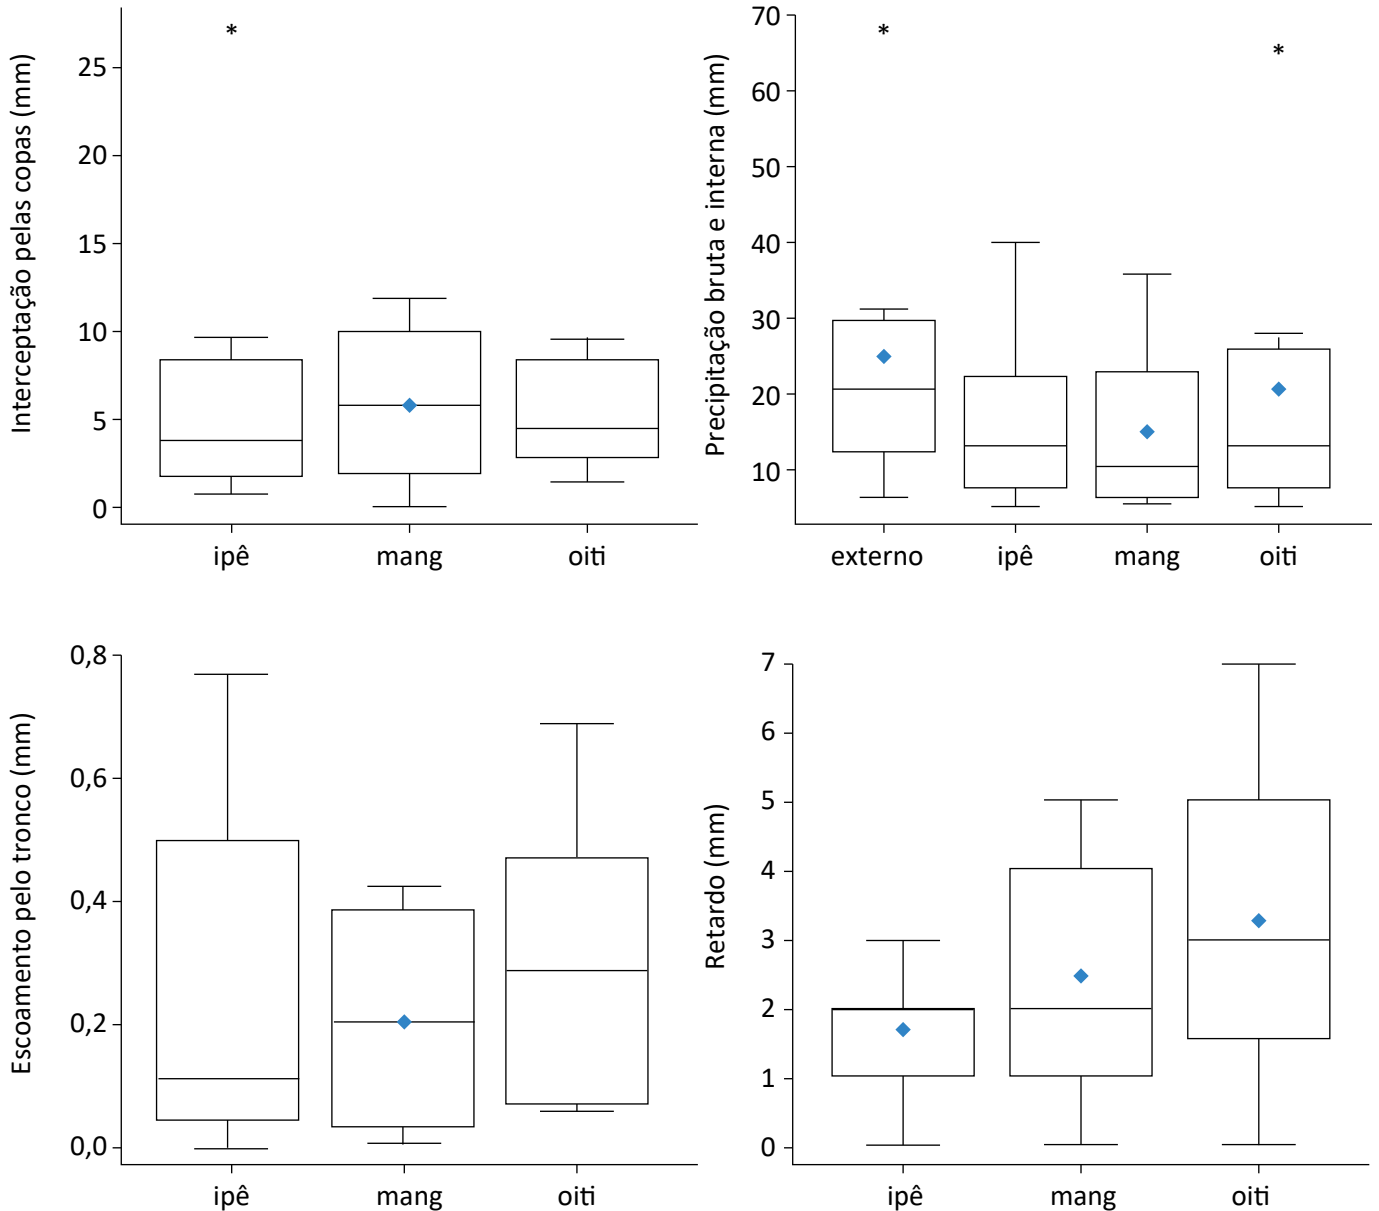 Interceptação pelas copas (mm)
25
20
15
10
5
0
*
ipê
mang
oiti
Precipitação bruta e interna (mm)
70
60
50
40
30
20
10
*
*
externo
ipê
mang
oiti
Escoamento pelo tronco (mm)
0,8
0,6
0,4
0,2
0,0
ipê
mang
oiti
Retardo (mm)
7
6
5
4
3
2
1
0
ipê
mang
oiti